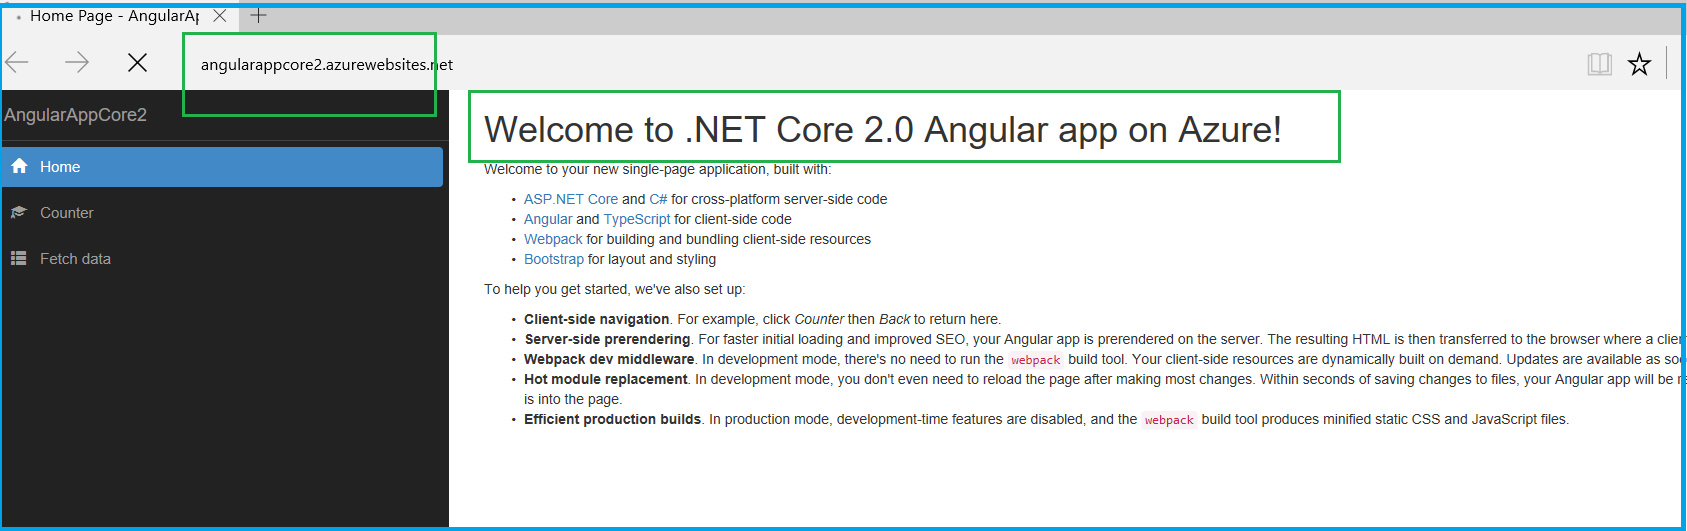 Home Page - AngularAp
angularappcore2.azurewebsites.net
AngularAppCore2
Home
Counter
Fetch data
Welcome to .NET Core 2.0 Angular app on Azure!
Welcome to your new single-page application, built with:
• ASP.NET Core and C# for cross-platform server-side code
• Angular and TypeScript for client-side code
• Webpack for building and bundling client-side resources
• Bootstrap for layout and styling
To help you get started, we've also set up:
• Client-side navigation. For example, click Counter then Back to return here.
• Server-side prerendering. For faster initial loading and improved SEO, your Angular app is prerendered on the server. The resulting HTML is then transferred to the browser where a clie
• Webpack dev middleware. In development mode, there's no need to run the webpack build tool. Your client-side resources are dynamically built on demand. Updates are available as soo
• Hot module replacement. In development mode, you don't even need to reload the page after making most changes. Within seconds of saving changes to files, your Angular app will be
is into the page.
• Efficient production builds. In production mode, development-time features are disabled, and the webpack build tool produces minified static CSS and JavaScript files.